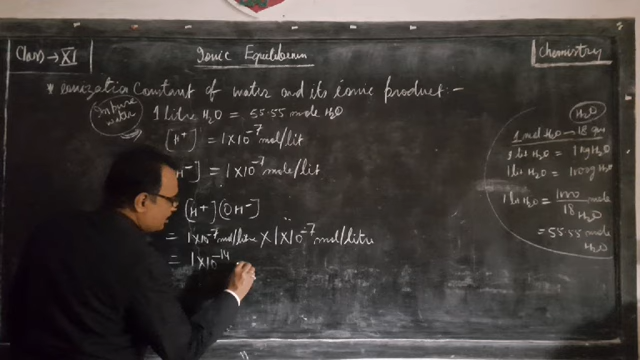 Class → XI
Ionic Equilibrium
Chemistry
* ionization constant of water and its ionic product:-
In pure water
1 litre H₂O = 55.55 mole H₂O
[H⁺] = 1×10⁻⁷ mol/lit
H⁻] = 1×10⁻⁷ mole/lit
[H⁺][OH⁻]
= 1×10⁻⁷ mol/litre × 1×10⁻⁷ mol/litre
= 1×10⁻¹⁴
H₂O
1 mol H₂O = 18 gm
1 lit H₂O = 1 kg H₂O
1 lit H₂O = 1000 g H₂O
1 lit H₂O = 1000/18 mole H₂O
= 55.55 mole H₂O